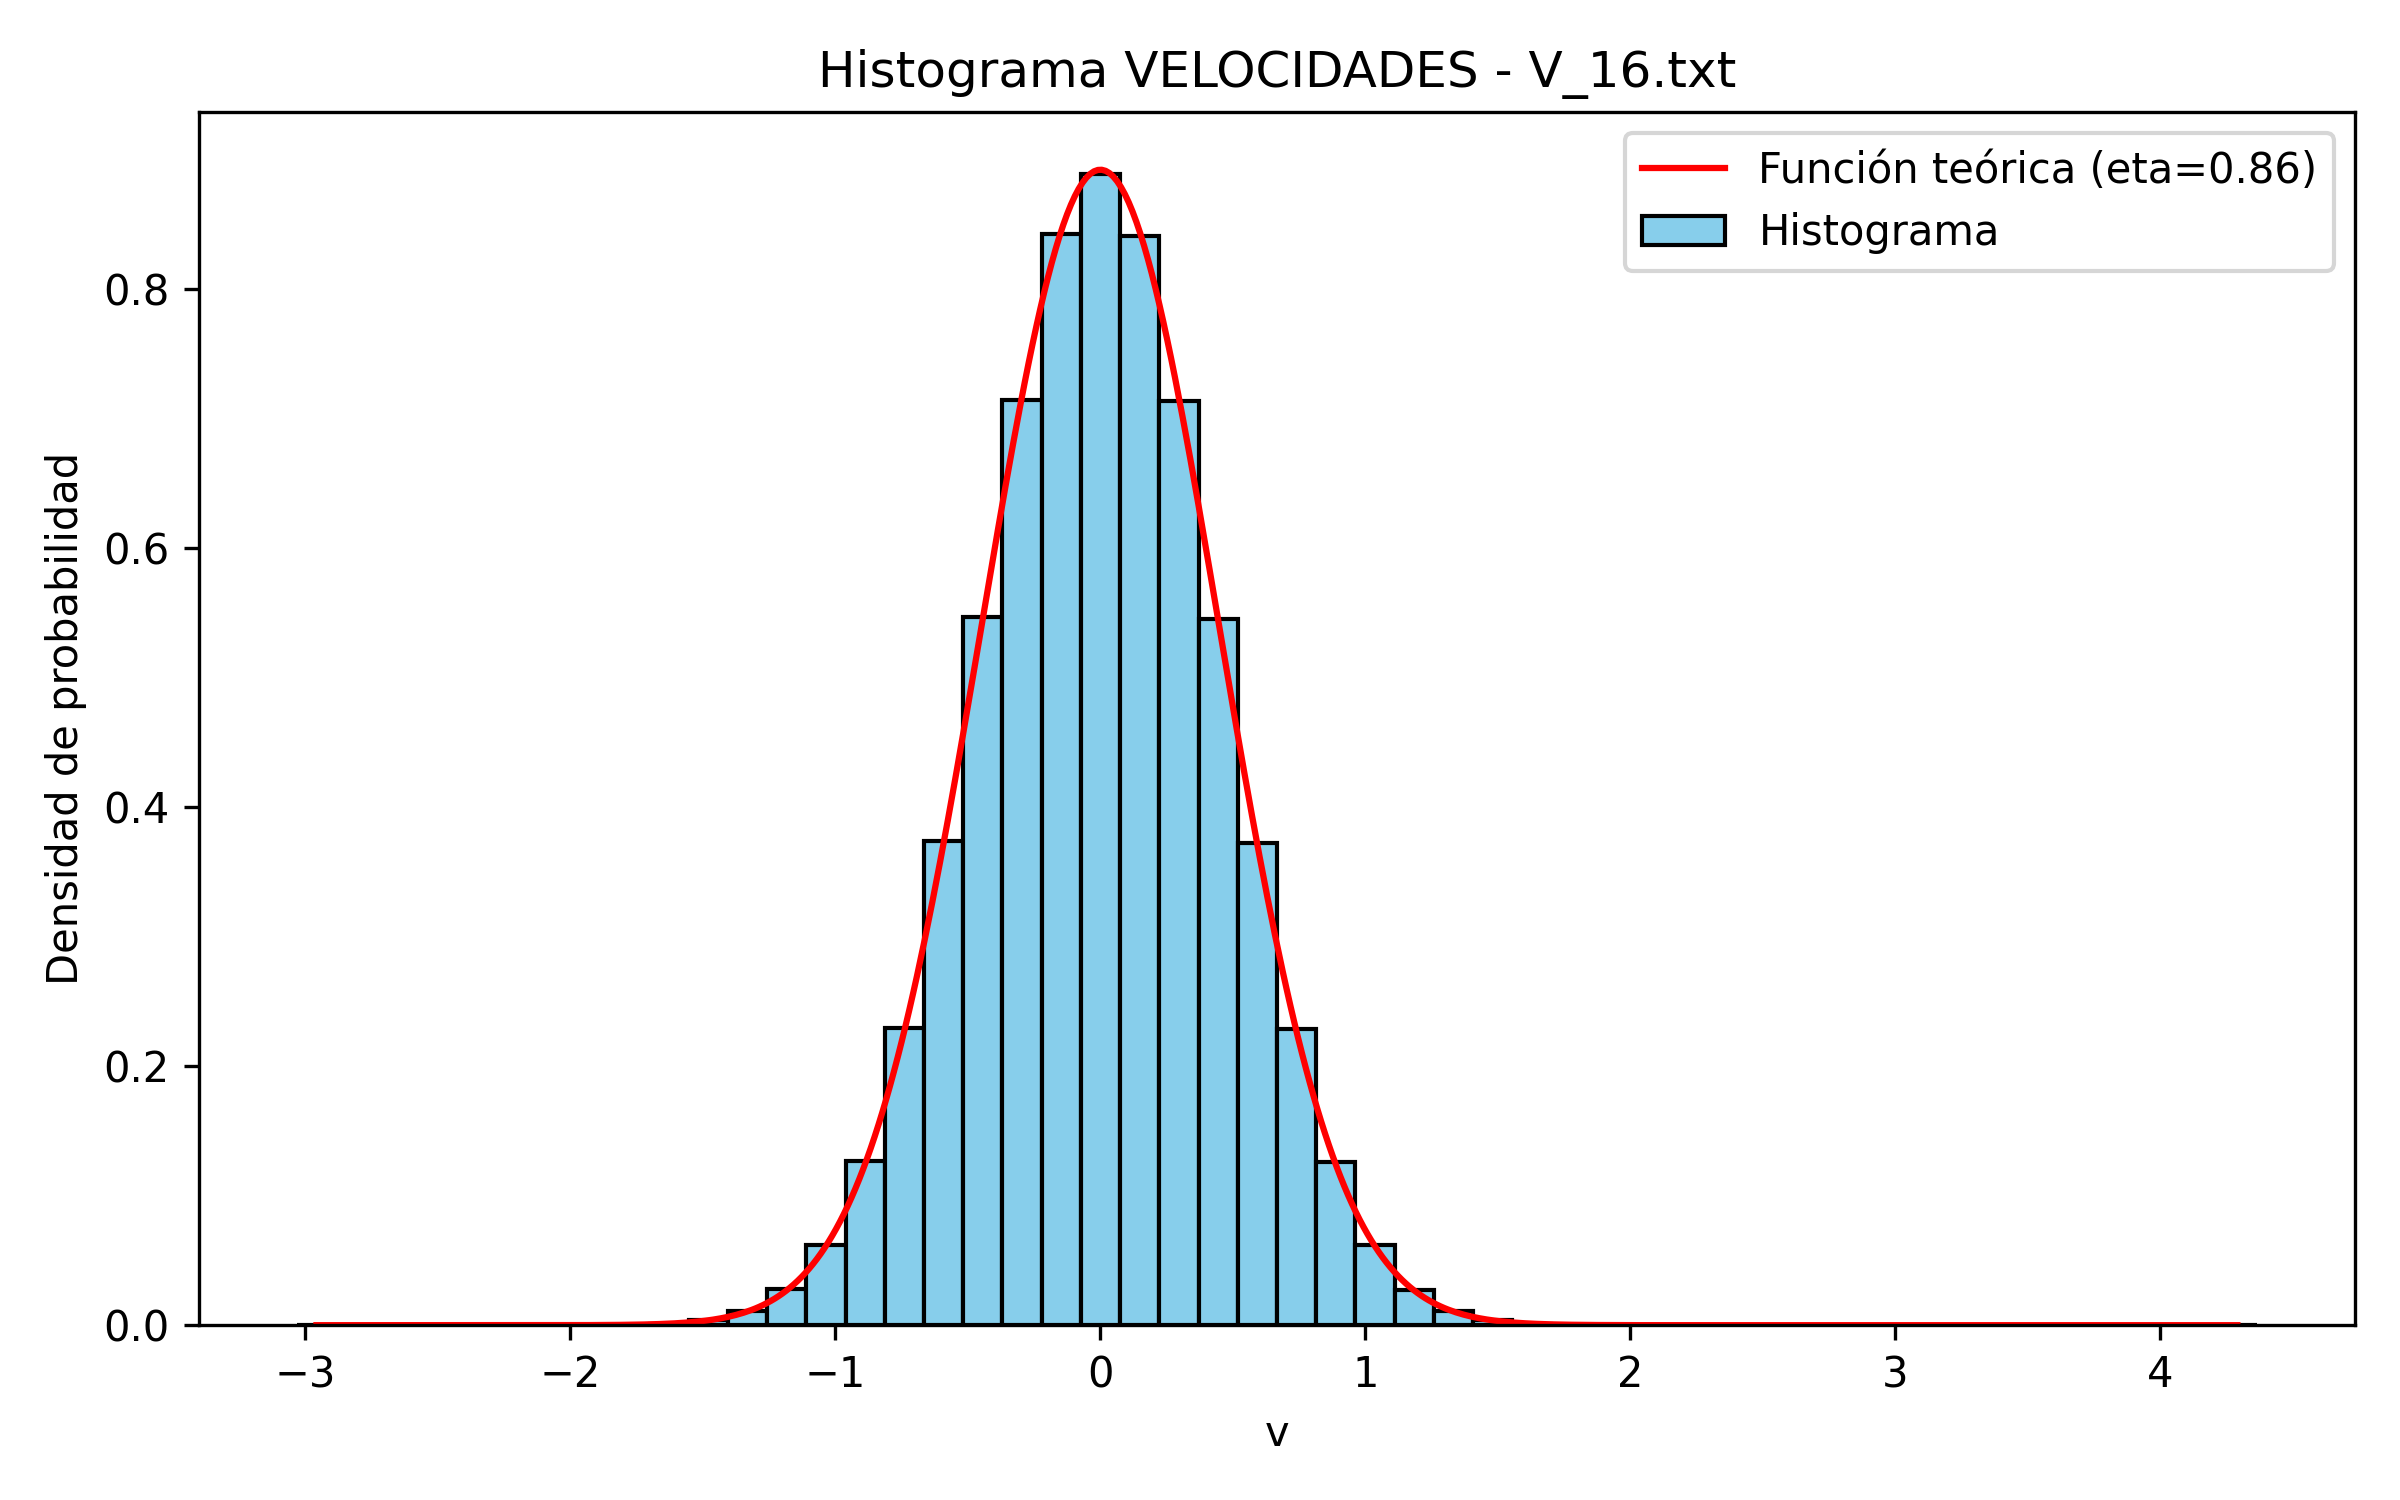 Histograma VELOCIDADES - V_16.txt
Función teórica (eta=0.86)
Histograma
Densidad de probabilidad
0.8
0.6
0.4
0.2
0.0
−3 −2 −1 0 1 2 3 4
v